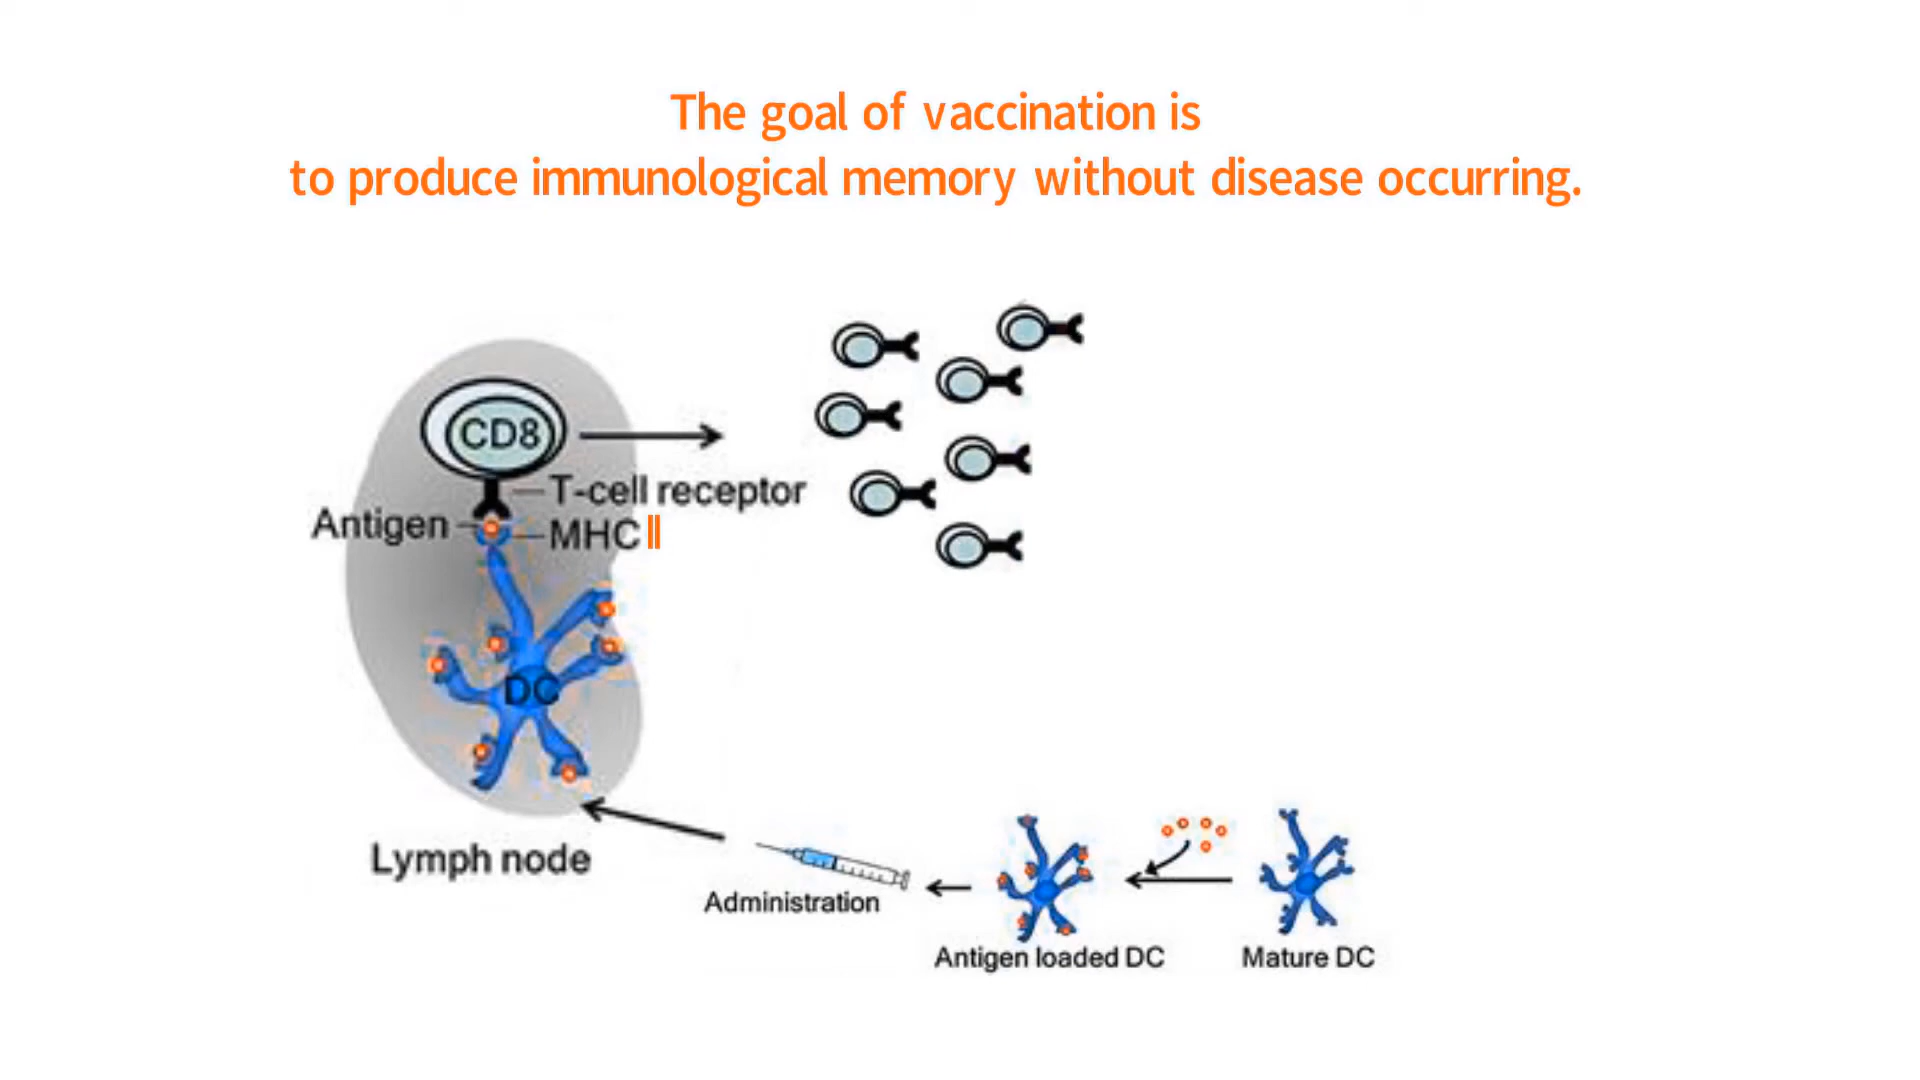 The goal of vaccination is
to produce immunological memory without disease occurring.
CD8
T-cell receptor
Antigen
MHC II
DC
Lymph node
Administration
Antigen loaded DC
Mature DC